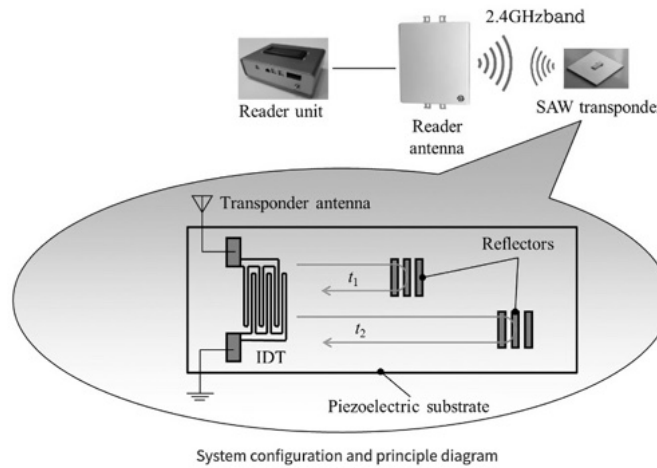 2.4GHzband
Reader unit
Reader
antenna
SAW transponder
Transponder antenna
Reflectors
t1
t2
IDT
Piezoelectric substrate
System configuration and principle diagram